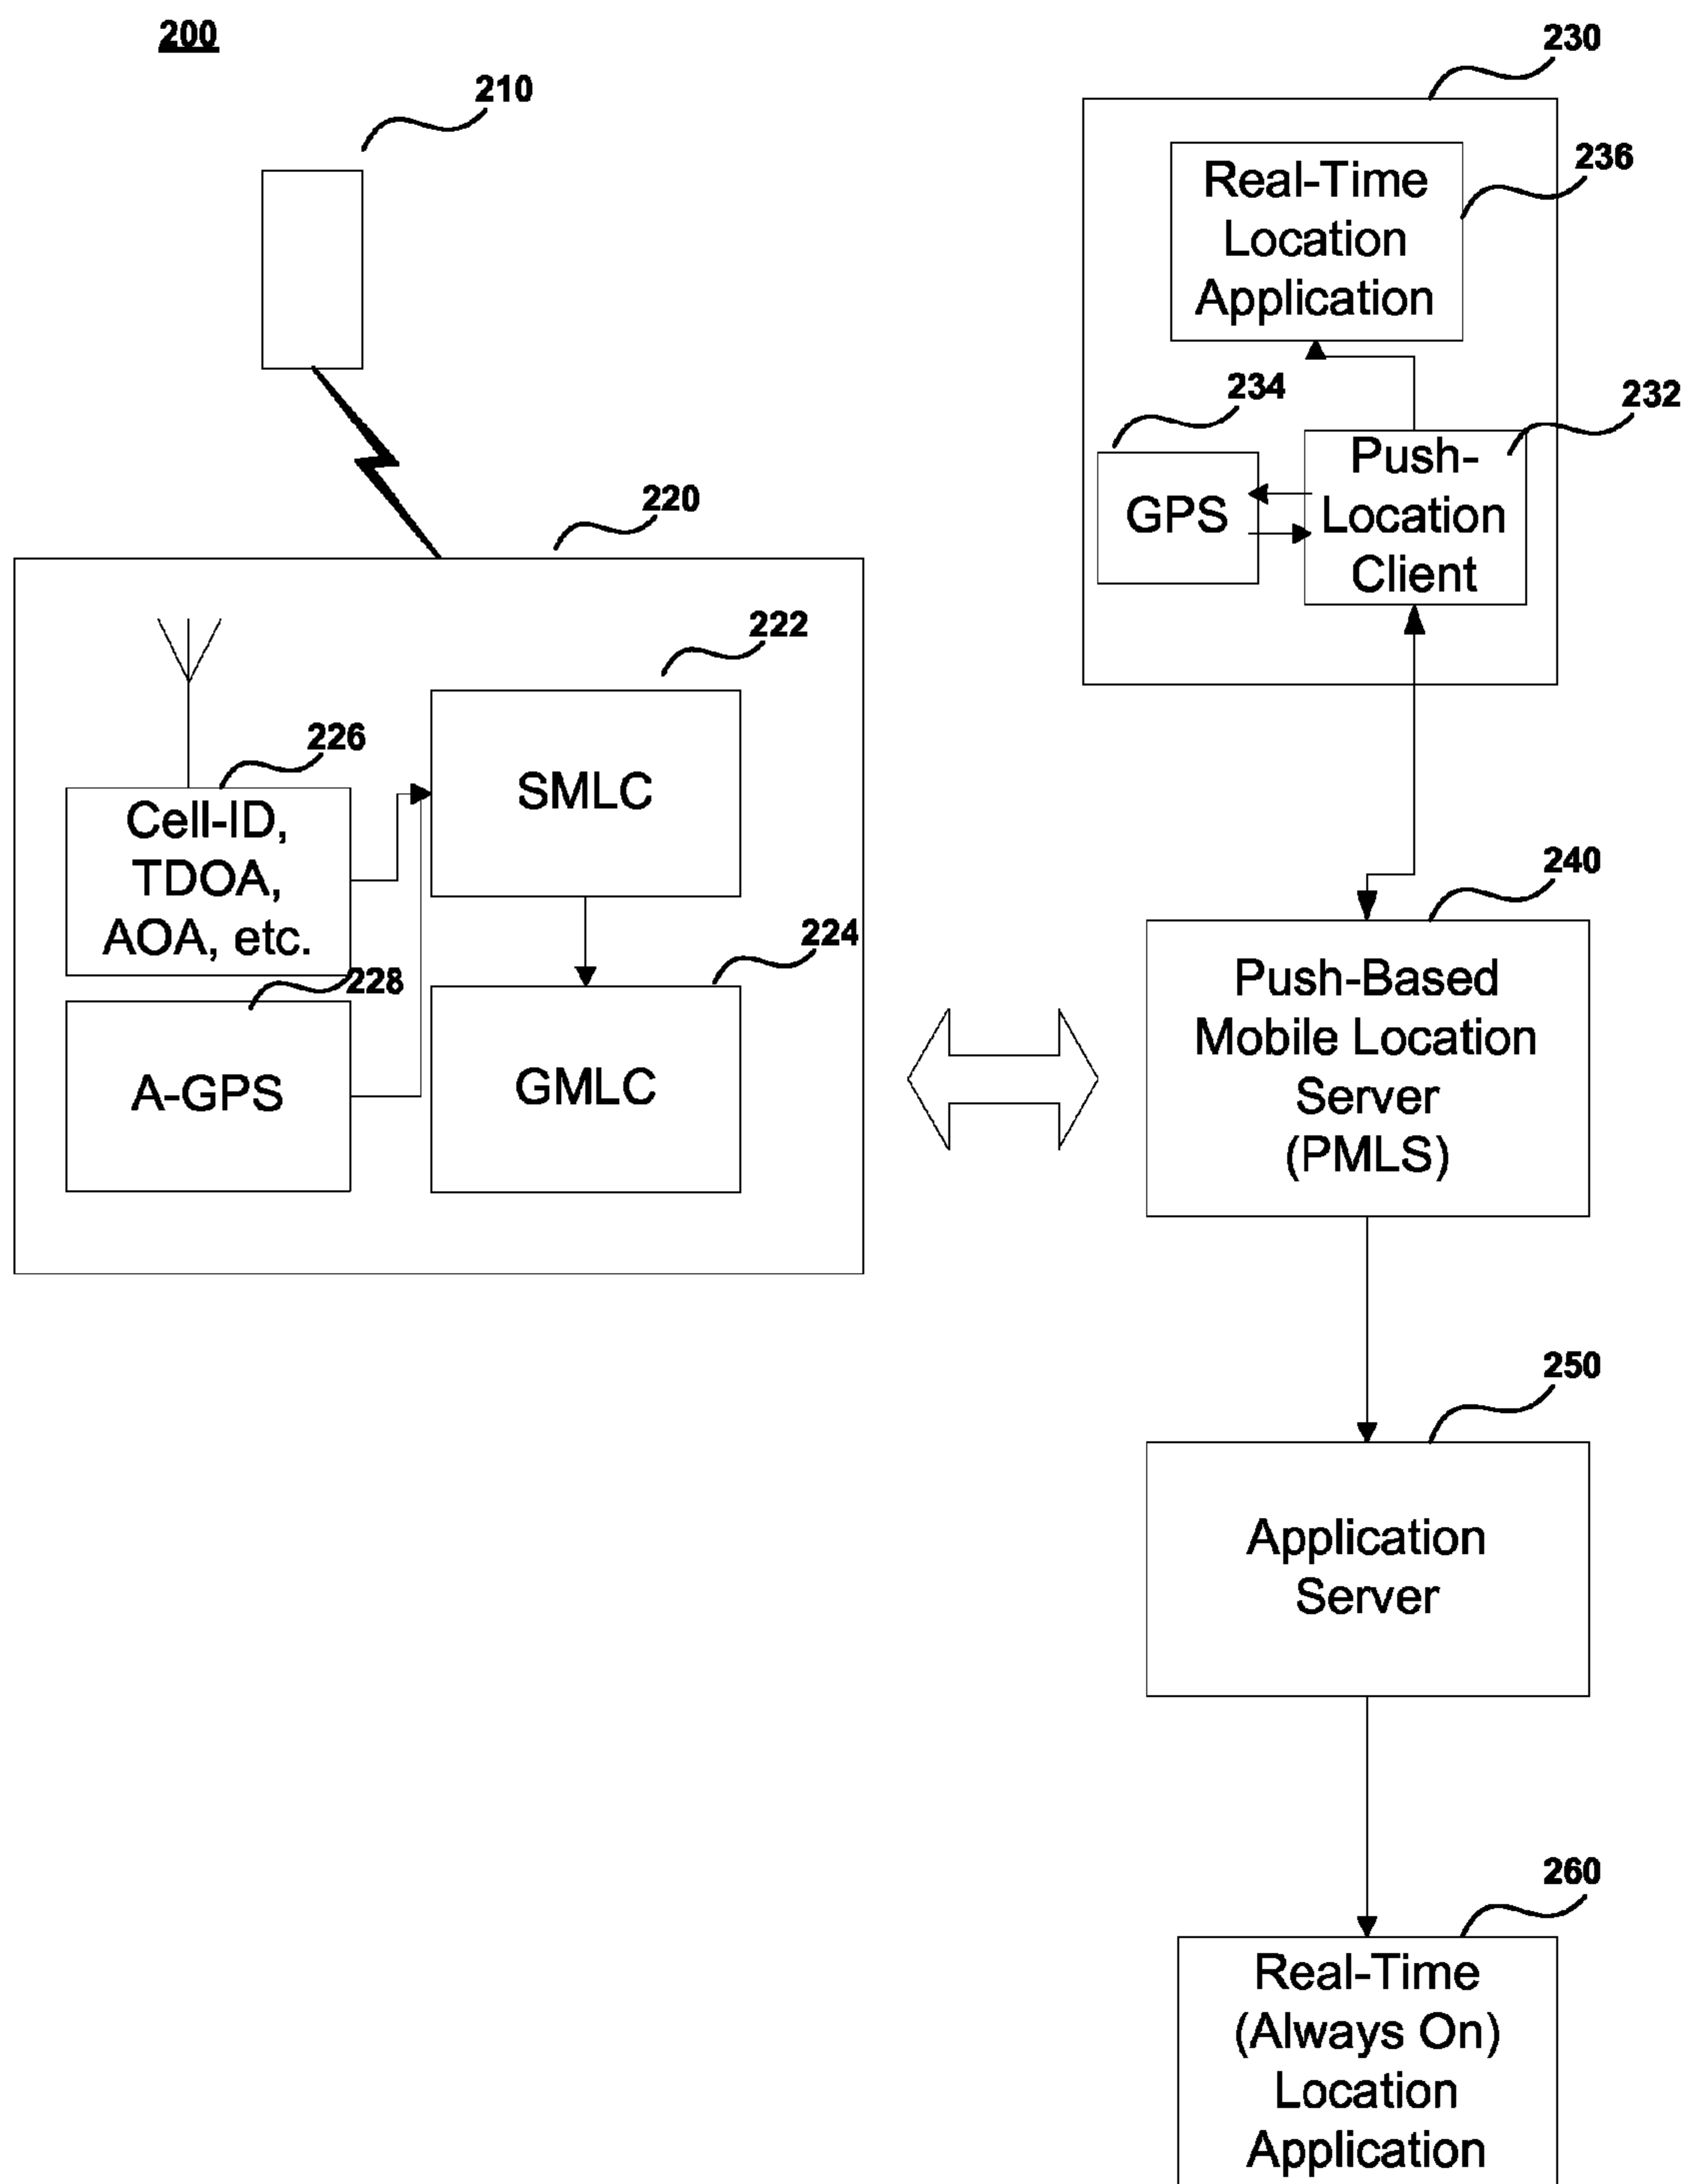 200
210
230
236
Real-Time
Location
Application
234
232
GPS
Push-
Location
Client
220
222
226
SMLC
Cell-ID,
TDOA,
AOA, etc.
228
224
A-GPS
GMLC
240
Push-Based
Mobile Location
Server
(PMLS)
250
Application
Server
260
Real-Time
(Always On)
Location
Application